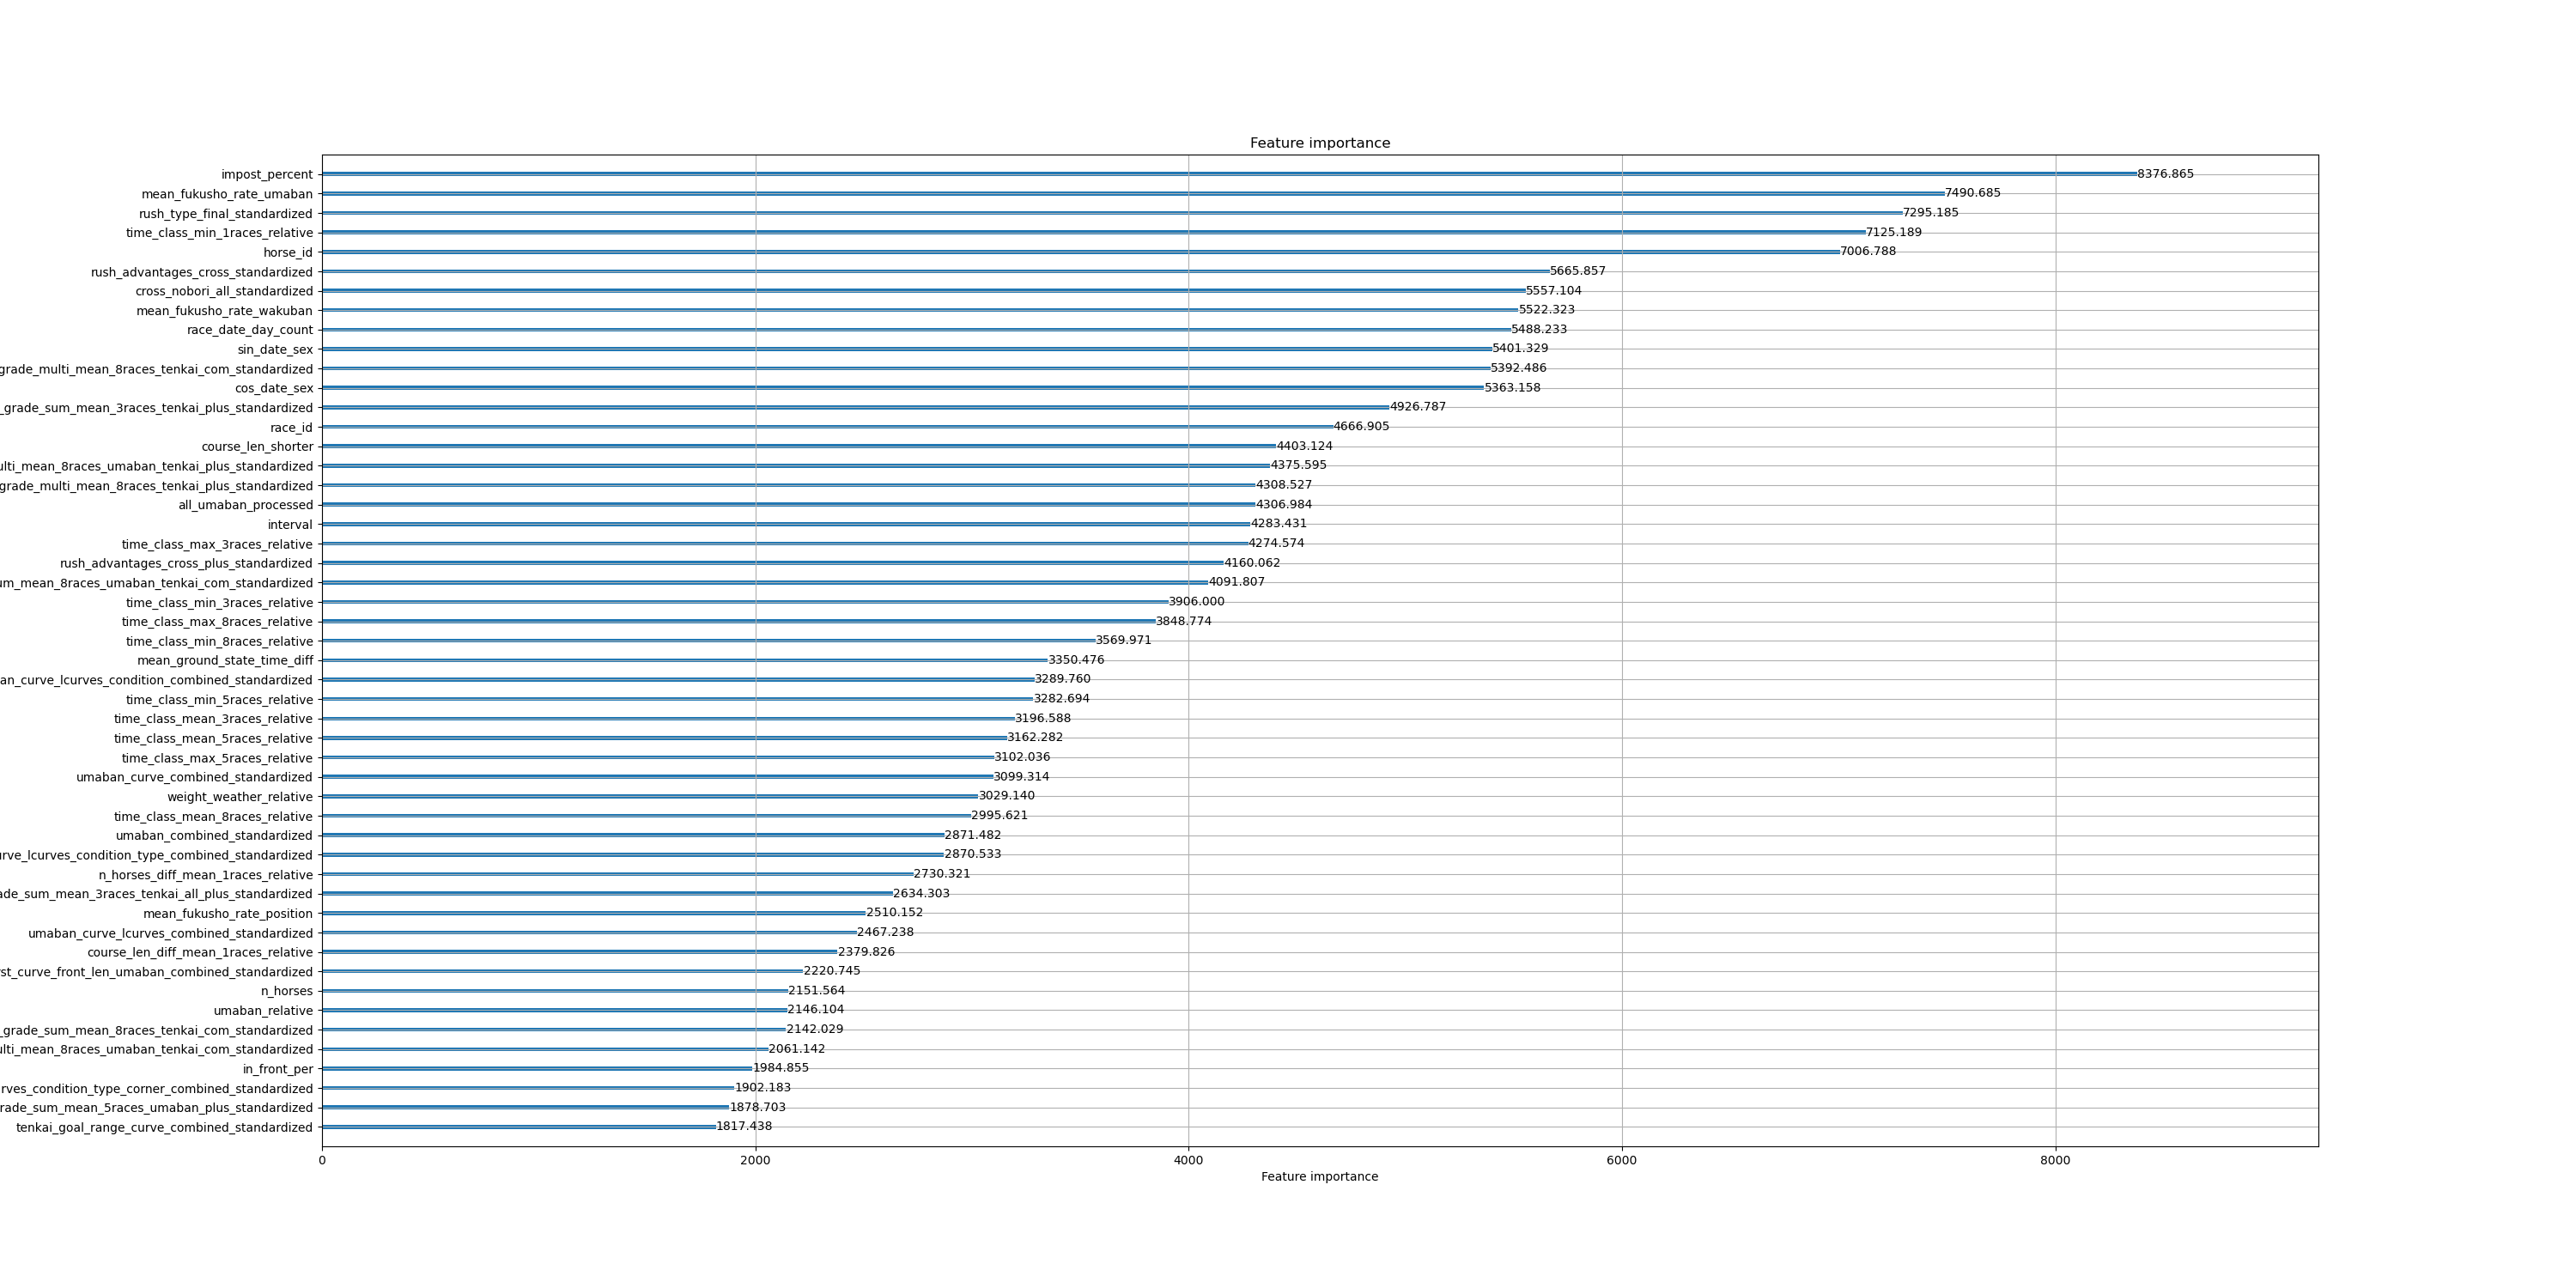 Feature importance
impost_percent 8376.865
mean_fukusho_rate_umaban 7490.685
rush_type_final_standardized 7295.185
time_class_min_1races_relative 7125.189
horse_id 7006.788
rush_advantages_cross_standardized 5665.857
cross_nobori_all_standardized 5557.104
mean_fukusho_rate_wakuban 5522.323
race_date_day_count 5488.233
sin_date_sex 5401.329
grade_multi_mean_8races_tenkai_com_standardized 5392.486
cos_date_sex 5363.158
_grade_sum_mean_3races_tenkai_plus_standardized 4926.787
race_id 4666.905
course_len_shorter 4403.124
ulti_mean_8races_umaban_tenkai_plus_standardized 4375.595
grade_multi_mean_8races_tenkai_plus_standardized 4308.527
all_umaban_processed 4306.984
interval 4283.431
time_class_max_3races_relative 4274.574
rush_advantages_cross_plus_standardized 4160.062
um_mean_8races_umaban_tenkai_com_standardized 4091.807
time_class_min_3races_relative 3906.000
time_class_max_8races_relative 3848.774
time_class_min_8races_relative 3569.971
mean_ground_state_time_diff 3350.476
an_curve_lcurves_condition_combined_standardized 3289.760
time_class_min_5races_relative 3282.694
time_class_mean_3races_relative 3196.588
time_class_mean_5races_relative 3162.282
time_class_max_5races_relative 3102.036
umaban_curve_combined_standardized 3099.314
weight_weather_relative 3029.140
time_class_mean_8races_relative 2995.621
umaban_combined_standardized 2871.482
urve_lcurves_condition_type_combined_standardized 2870.533
n_horses_diff_mean_1races_relative 2730.321
ade_sum_mean_3races_tenkai_all_plus_standardized 2634.303
mean_fukusho_rate_position 2510.152
umaban_curve_lcurves_combined_standardized 2467.238
course_len_diff_mean_1races_relative 2379.826
rst_curve_front_len_umaban_combined_standardized 2220.745
n_horses 2151.564
umaban_relative 2146.104
_grade_sum_mean_8races_tenkai_com_standardized 2142.029
ulti_mean_8races_umaban_tenkai_com_standardized 2061.142
in_front_per 1984.855
rves_condition_type_corner_combined_standardized 1902.183
rade_sum_mean_5races_umaban_plus_standardized 1878.703
tenkai_goal_range_curve_combined_standardized 1817.438
0 2000 4000 6000 8000
Feature importance